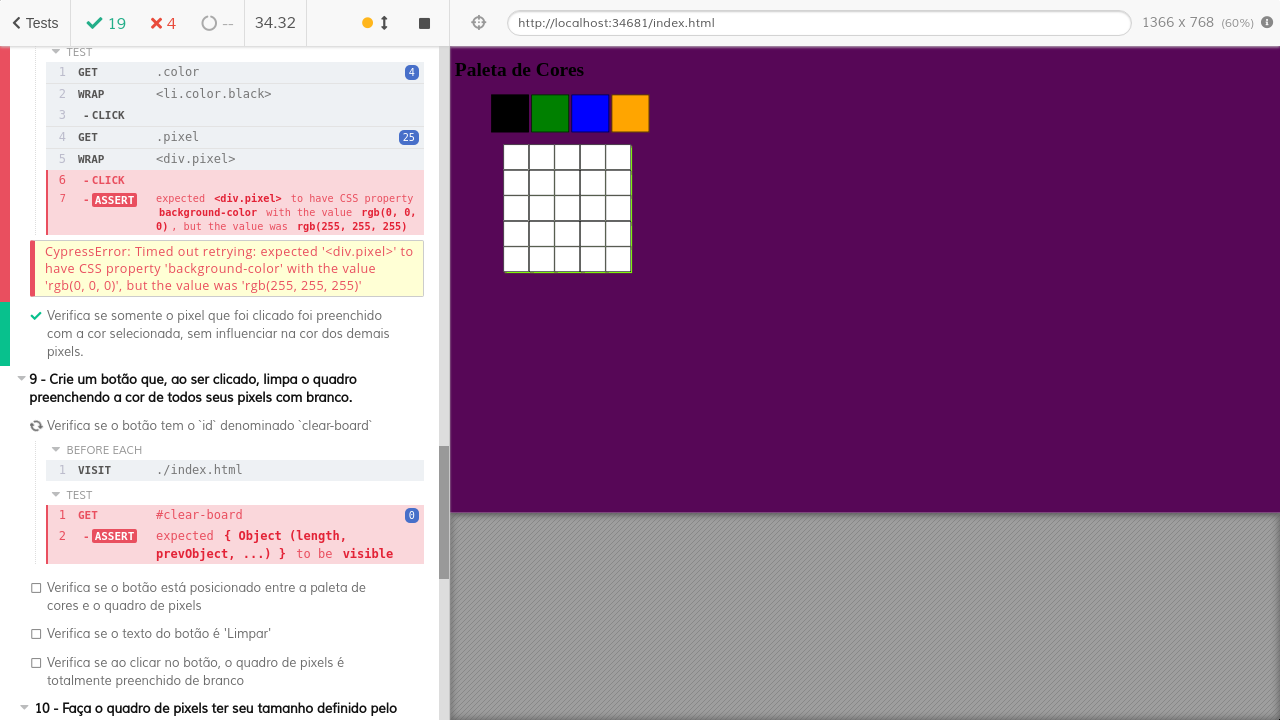 Tests 19 4 -- 34.32 http://localhost:34681/index.html 1366 x 768 (60%)
TEST
1 GET .color 4
2 WRAP <li.color.black>
3 - CLICK
4 GET .pixel 25
5 WRAP <div.pixel>
6 - CLICK
7 - ASSERT expected <div.pixel> to have CSS property
background-color with the value rgb(0, 0,
0) , but the value was rgb(255, 255, 255)
CypressError: Timed out retrying: expected '<div.pixel>' to
have CSS property 'background-color' with the value
'rgb(0, 0, 0)', but the value was 'rgb(255, 255, 255)'
Verifica se somente o pixel que foi clicado foi preenchido
com a cor selecionada, sem influenciar na cor dos demais
pixels.
9 - Crie um botão que, ao ser clicado, limpa o quadro
preenchendo a cor de todos seus pixels com branco.
Verifica se o botão tem o `id` denominado `clear-board`
BEFORE EACH
1 VISIT ./index.html
TEST
1 GET #clear-board 0
2 - ASSERT expected { Object (length,
prevObject, ...) } to be visible
Verifica se o botão está posicionado entre a paleta de
cores e o quadro de pixels
Verifica se o texto do botão é 'Limpar'
Verifica se ao clicar no botão, o quadro de pixels é
totalmente preenchido de branco
10 - Faça o quadro de pixels ter seu tamanho definido pelo
Paleta de Cores